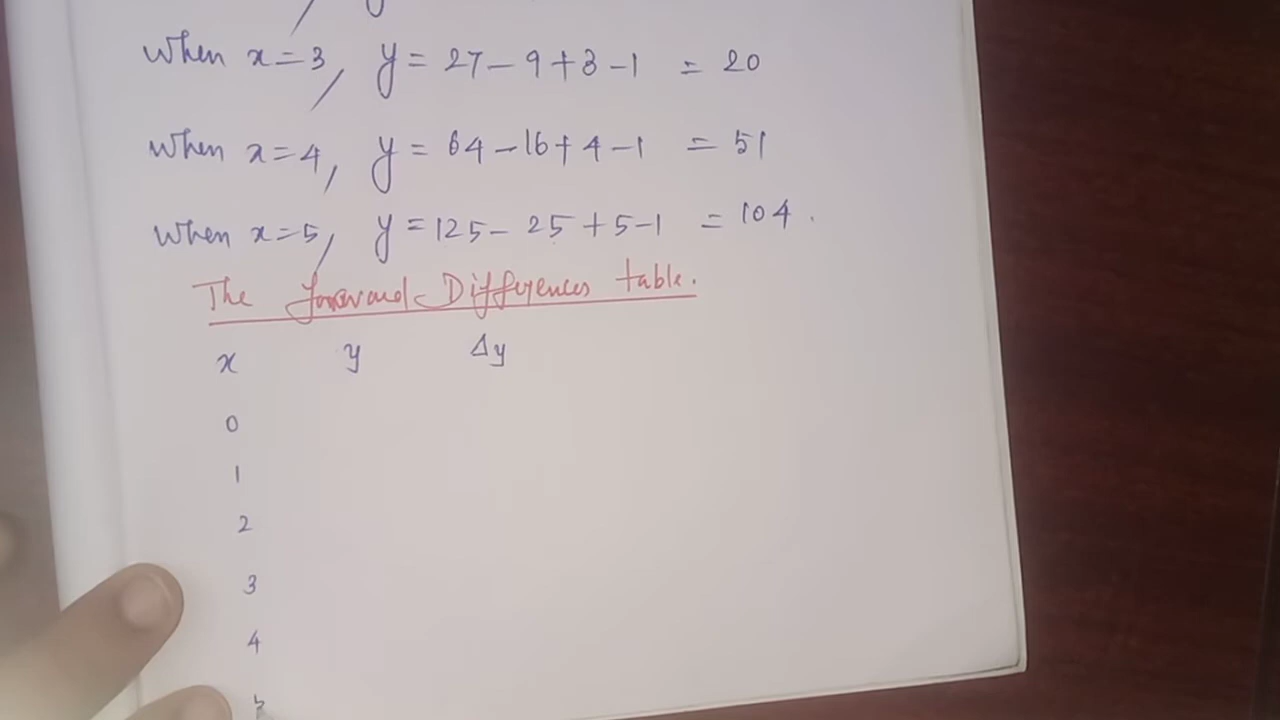 When x=3, y = 27 - 9 + 3 - 1 = 20
When x=4, y = 64 - 16 + 4 - 1 = 51
When x=5, y = 125 - 25 + 5 - 1 = 104.
The forward Differences table.
x y Δy
0
1
2
3
4